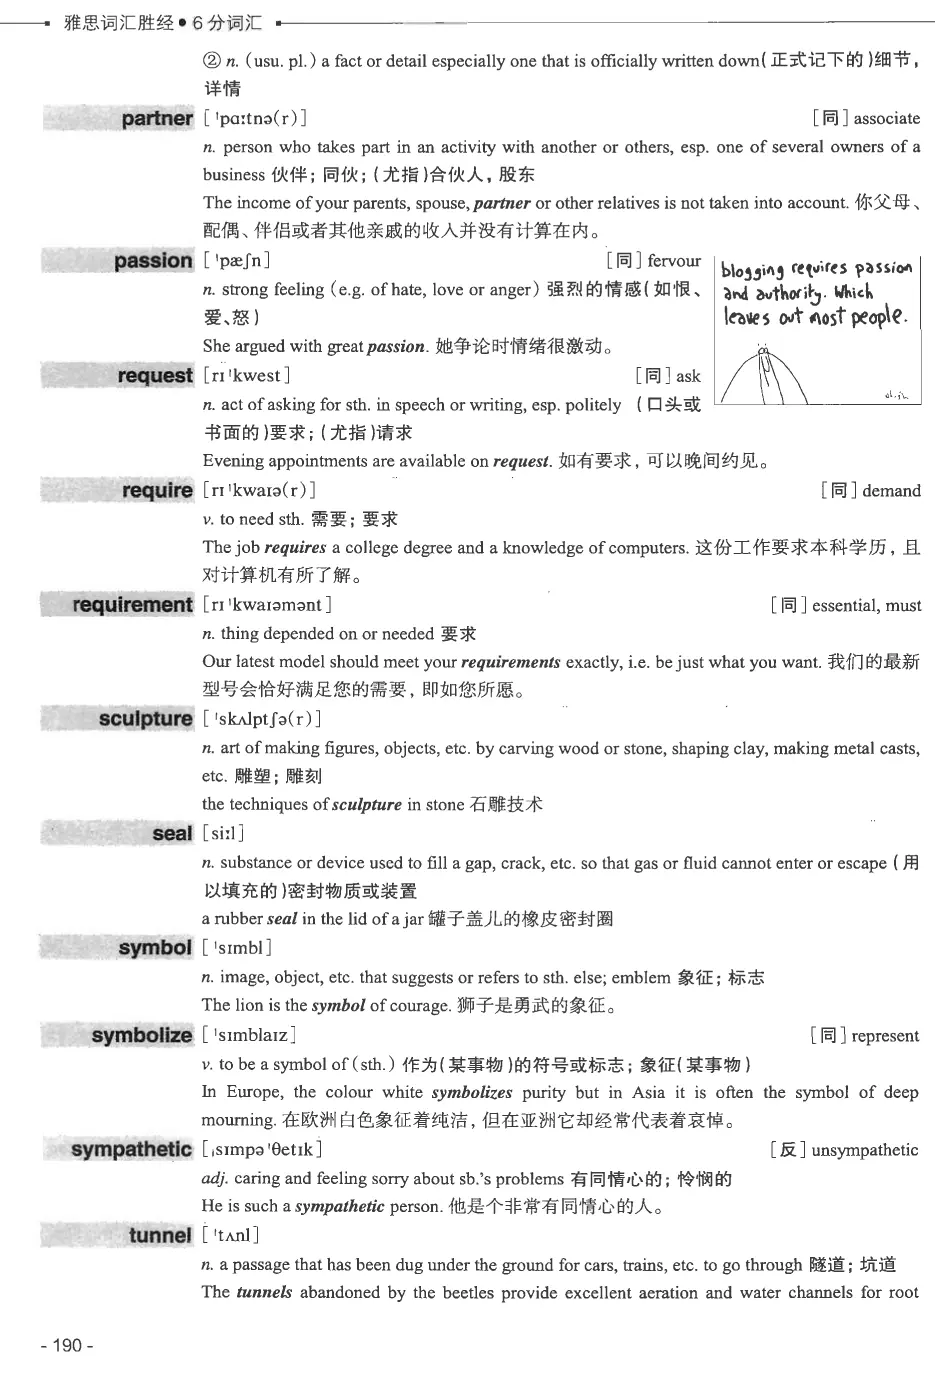 雅思词汇胜经•6分词汇
② n. (usu. pl.) a fact or detail especially one that is officially written down(正式记下的)细节,
详情
partner [ˈpɑːtnə(r)] [同] associate
n. person who takes part in an activity with another or others, esp. one of several owners of a
business 伙伴; 同伙; (尤指)合伙人, 股东
The income of your parents, spouse, partner or other relatives is not taken into account. 你父母、
配偶、伴侣或者其他亲戚的收入并没有计算在内。
passion [ˈpæʃn] [同] fervour
n. strong feeling (e.g. of hate, love or anger) 强烈的情感(如恨、
爱、怒)
She argued with great passion. 她争论时情绪很激动。
blogging requires passion
and authority. Which
leaves out most people.
request [rɪˈkwest] [同] ask
n. act of asking for sth. in speech or writing, esp. politely (口头或
书面的)要求; (尤指)请求
Evening appointments are available on request. 如有要求, 可以晚间约见。
require [rɪˈkwaɪə(r)] [同] demand
v. to need sth. 需要; 要求
The job requires a college degree and a knowledge of computers. 这份工作要求本科学历, 且
对计算机有所了解。
requirement [rɪˈkwaɪəmənt] [同] essential, must
n. thing depended on or needed 要求
Our latest model should meet your requirements exactly, i.e. be just what you want. 我们的最新
型号会恰好满足您的需要, 即如您所愿。
sculpture [ˈskʌlptʃə(r)]
n. art of making figures, objects, etc. by carving wood or stone, shaping clay, making metal casts,
etc. 雕塑; 雕刻
the techniques of sculpture in stone 石雕技术
seal [siːl]
n. substance or device used to fill a gap, crack, etc. so that gas or fluid cannot enter or escape (用
以填充的)密封物质或装置
a rubber seal in the lid of a jar 罐子盖儿的橡皮密封圈
symbol [ˈsɪmbl]
n. image, object, etc. that suggests or refers to sth. else; emblem 象征; 标志
The lion is the symbol of courage. 狮子是勇武的象征。
symbolize [ˈsɪmblaɪz] [同] represent
v. to be a symbol of (sth.) 作为(某事物)的符号或标志; 象征(某事物)
In Europe, the colour white symbolizes purity but in Asia it is often the symbol of deep
mourning. 在欧洲白色象征着纯洁, 但在亚洲它却经常代表着哀悼。
sympathetic [ˌsɪmpəˈθetɪk] [反] unsympathetic
adj. caring and feeling sorry about sb.'s problems 有同情心的; 怜悯的
He is such a sympathetic person. 他是个非常有同情心的人。
tunnel [ˈtʌnl]
n. a passage that has been dug under the ground for cars, trains, etc. to go through 隧道; 坑道
The tunnels abandoned by the beetles provide excellent aeration and water channels for root
- 190 -